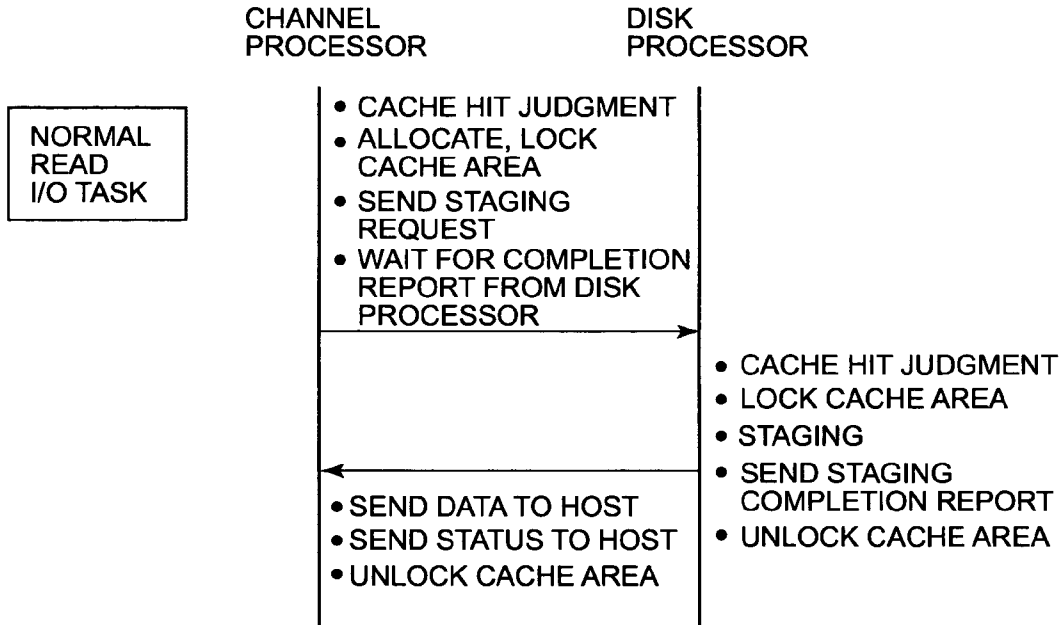 CHANNEL
PROCESSOR
DISK
PROCESSOR
NORMAL
READ
I/O TASK
• CACHE HIT JUDGMENT
• ALLOCATE, LOCK
CACHE AREA
• SEND STAGING
REQUEST
• WAIT FOR COMPLETION
REPORT FROM DISK
PROCESSOR
• CACHE HIT JUDGMENT
• LOCK CACHE AREA
• STAGING
• SEND STAGING
COMPLETION REPORT
• UNLOCK CACHE AREA
• SEND DATA TO HOST
• SEND STATUS TO HOST
• UNLOCK CACHE AREA